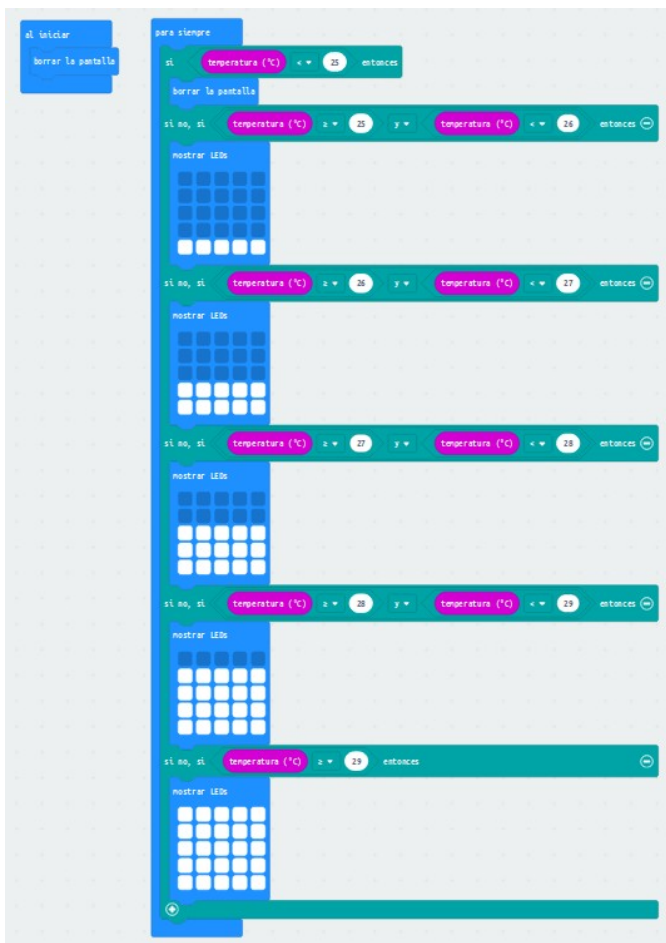 al iniciar
borrar la pantalla
para siempre
si temperatura (°C) < 25 entonces
borrar la pantalla
si no, si temperatura (°C) ≥ 25 y temperatura (°C) < 26 entonces
mostrar LEDs
si no, si temperatura (°C) ≥ 26 y temperatura (°C) < 27 entonces
mostrar LEDs
si no, si temperatura (°C) ≥ 27 y temperatura (°C) < 28 entonces
mostrar LEDs
si no, si temperatura (°C) ≥ 28 y temperatura (°C) < 29 entonces
mostrar LEDs
si no, si temperatura (°C) ≥ 29 entonces
mostrar LEDs